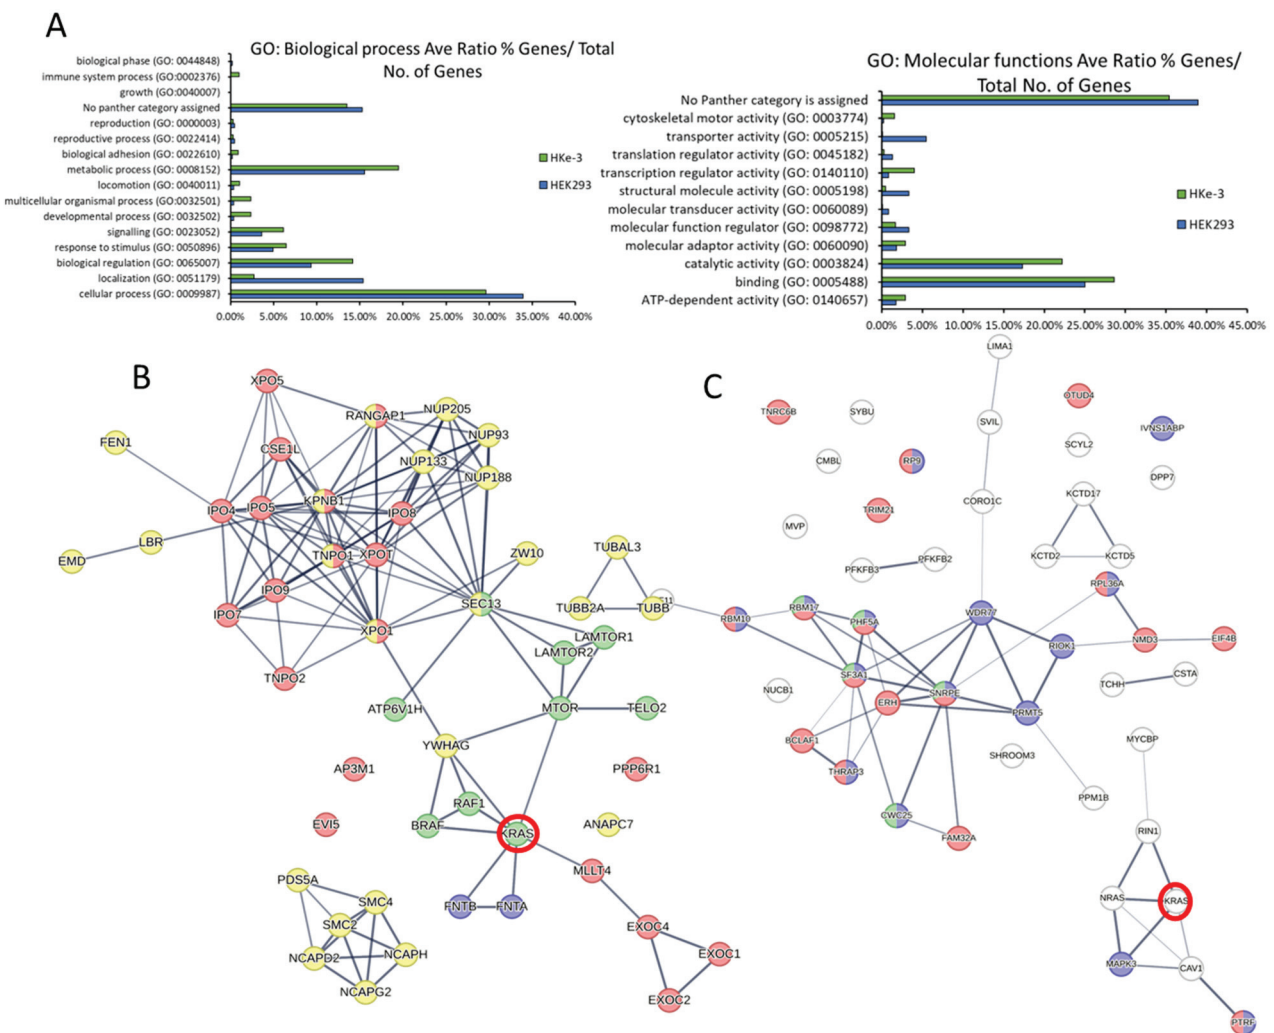 A
GO: Biological process Ave Ratio % Genes/ Total
No. of Genes
biological phase (GO: 0044848)
immune system process (GO:0002376)
growth (GO:0040007)
No panther category assigned
reproduction (GO: 0000003)
reproductive process (GO: 0022414)
biological adhesion (GO: 0022610)
metabolic process (GO: 0008152)
locomotion (GO: 0040011)
multicellular organismal process (GO:0032501)
developmental process (GO: 0032502)
signalling (GO: 0023052)
response to stimulus (GO: 0050896)
biological regulation (GO: 0065007)
localization (GO: 0051179)
cellular process (GO: 0009987)
0.00% 5.00% 10.00% 15.00% 20.00% 25.00% 30.00% 35.00% 40.00%
HKe-3
HEK293
GO: Molecular functions Ave Ratio % Genes/
Total No. of Genes
No Panther category is assigned
cytoskeletal motor activity (GO: 0003774)
transporter activity (GO: 0005215)
translation regulator activity (GO: 0045182)
transcription regulator activity (GO: 0140110)
structural molecule activity (GO: 0005198)
molecular transducer activity (GO: 0060089)
molecular function regulator (GO: 0098772)
molecular adaptor activity (GO: 0060090)
catalytic activity (GO: 0003824)
binding (GO: 0005488)
ATP-dependent activity (GO: 0140657)
0.00% 5.00% 10.00% 15.00% 20.00% 25.00% 30.00% 35.00% 40.00% 45.00%
HKe-3
HEK293
B
XPO5
RANGAP1
NUP205
NUP93
FEN1
CSE1L
NUP133
NUP188
KPNB1
IPO4
IPO5
IPO8
LBR
EMD
TNPO1
XPOT
ZW10
TUBAL3
IPO9
IPO7
SEC13
TUBB2A
TUBB
XPO1
LAMTOR1
LAMTOR2
TNPO2
ATP6V1H
MTOR
TELO2
YWHAG
AP3M1
PPP6R1
RAF1
EVI5
BRAF
KRAS
ANAPC7
MLLT4
PDS5A
SMC4
FNTB
FNTA
SMC2
EXOC4
NCAPD2
NCAPH
EXOC1
NCAPG2
EXOC2
C
LIMA1
TNRC6B
SYBU
OTUD4
SVIL
IVNS1ABP
SCYL2
CMBL
RP9
DPP7
KCTD17
CORO1C
TRIM21
MVP
KCTD2
KCTD5
PFKFB3
PFKFB2
RPL36A
RBM10
RBM17
PHF5A
WDR77
RIOK1
NMD3
EIF4B
SF3A1
NUCB1
SNRPE
TCHH
CSTA
ERH
PRMT5
BCLAF1
MYCBP
SHROOM3
THRAP3
PPM1B
CWC25
FAM32A
RIN1
NRAS
KRAS
MAPK3
CAV1
PTRF